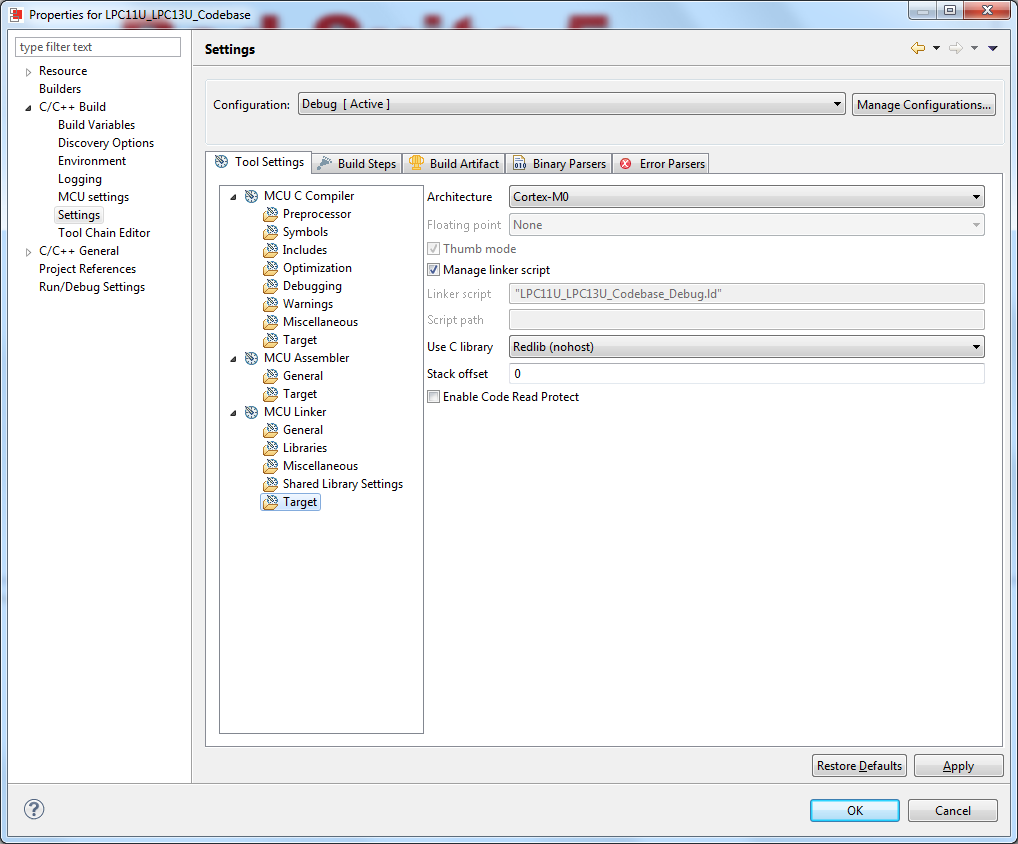 Properties for LPC11U_LPC13U_Codebase
type filter text
Resource
Builders
C/C++ Build
Build Variables
Discovery Options
Environment
Logging
MCU settings
Settings
Tool Chain Editor
C/C++ General
Project References
Run/Debug Settings
Settings
Configuration: Debug [ Active ] Manage Configurations...
Tool Settings Build Steps Build Artifact Binary Parsers Error Parsers
MCU C Compiler
Preprocessor
Symbols
Includes
Optimization
Debugging
Warnings
Miscellaneous
Target
MCU Assembler
General
Target
MCU Linker
General
Libraries
Miscellaneous
Shared Library Settings
Target
Architecture Cortex-M0
Floating point None
Thumb mode
Manage linker script
Linker script "LPC11U_LPC13U_Codebase_Debug.ld"
Script path
Use C library Redlib (nohost)
Stack offset 0
Enable Code Read Protect
Restore Defaults Apply
? OK Cancel